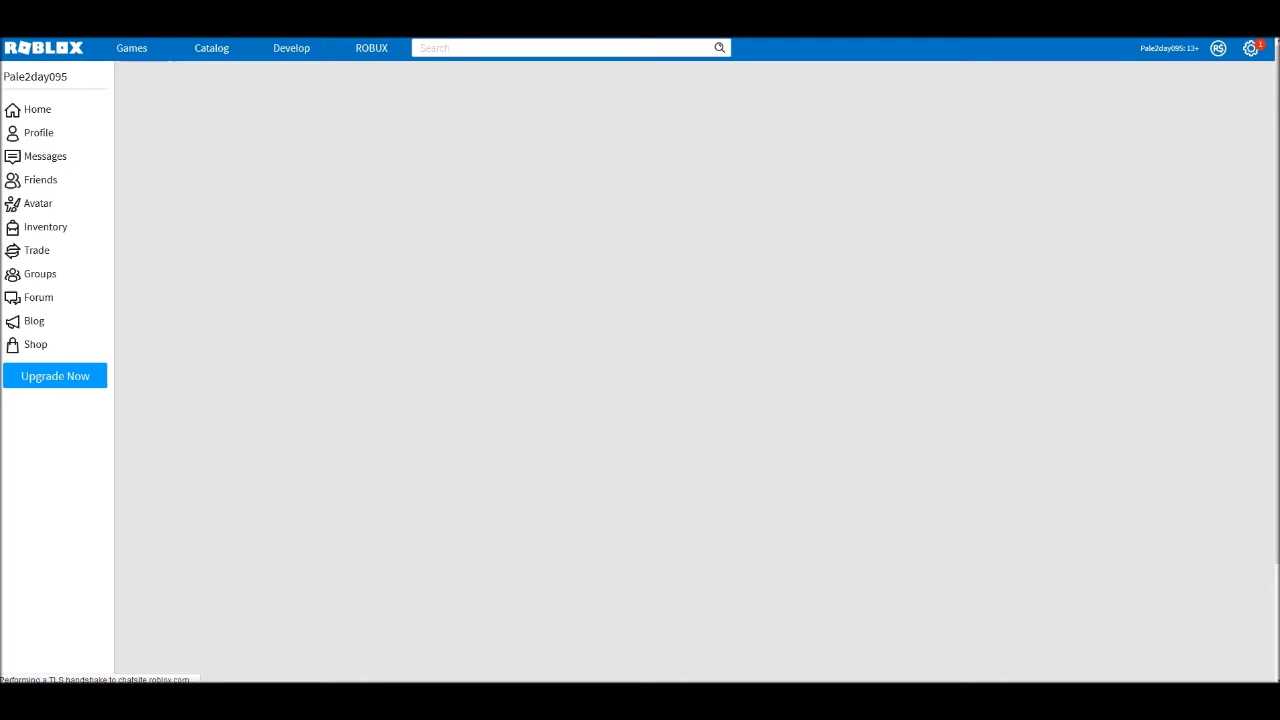 ROBLOX Games Catalog Develop ROBUX Search Pale2day095: 13+ R$ 1
Pale2day095
Home
Profile
Messages
Friends
Avatar
Inventory
Trade
Groups
Forum
Blog
Shop
Upgrade Now
Performing a TLS handshake to chatsite.roblox.com...